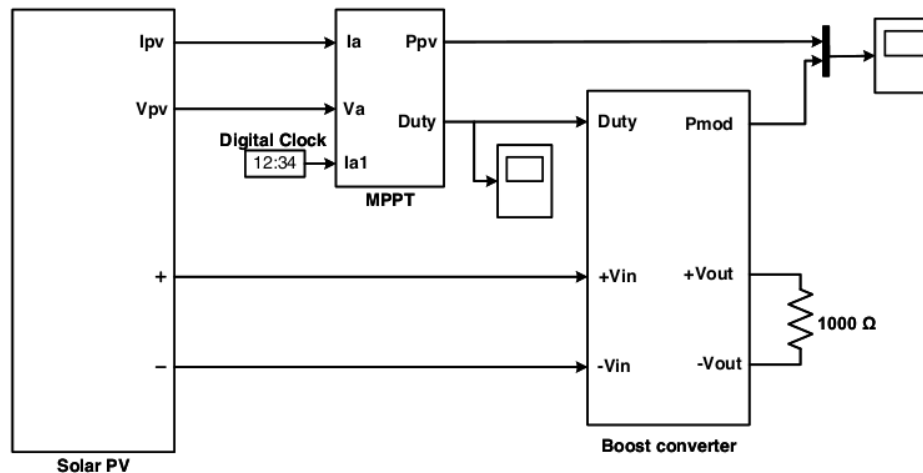 Ipv
Ia
Ppv
Vpv
Va
Duty
Duty
Pmod
Digital Clock
12:34
Ia1
MPPT
+
+Vin
+Vout
1000 Ω
−
-Vin
-Vout
Boost converter
Solar PV